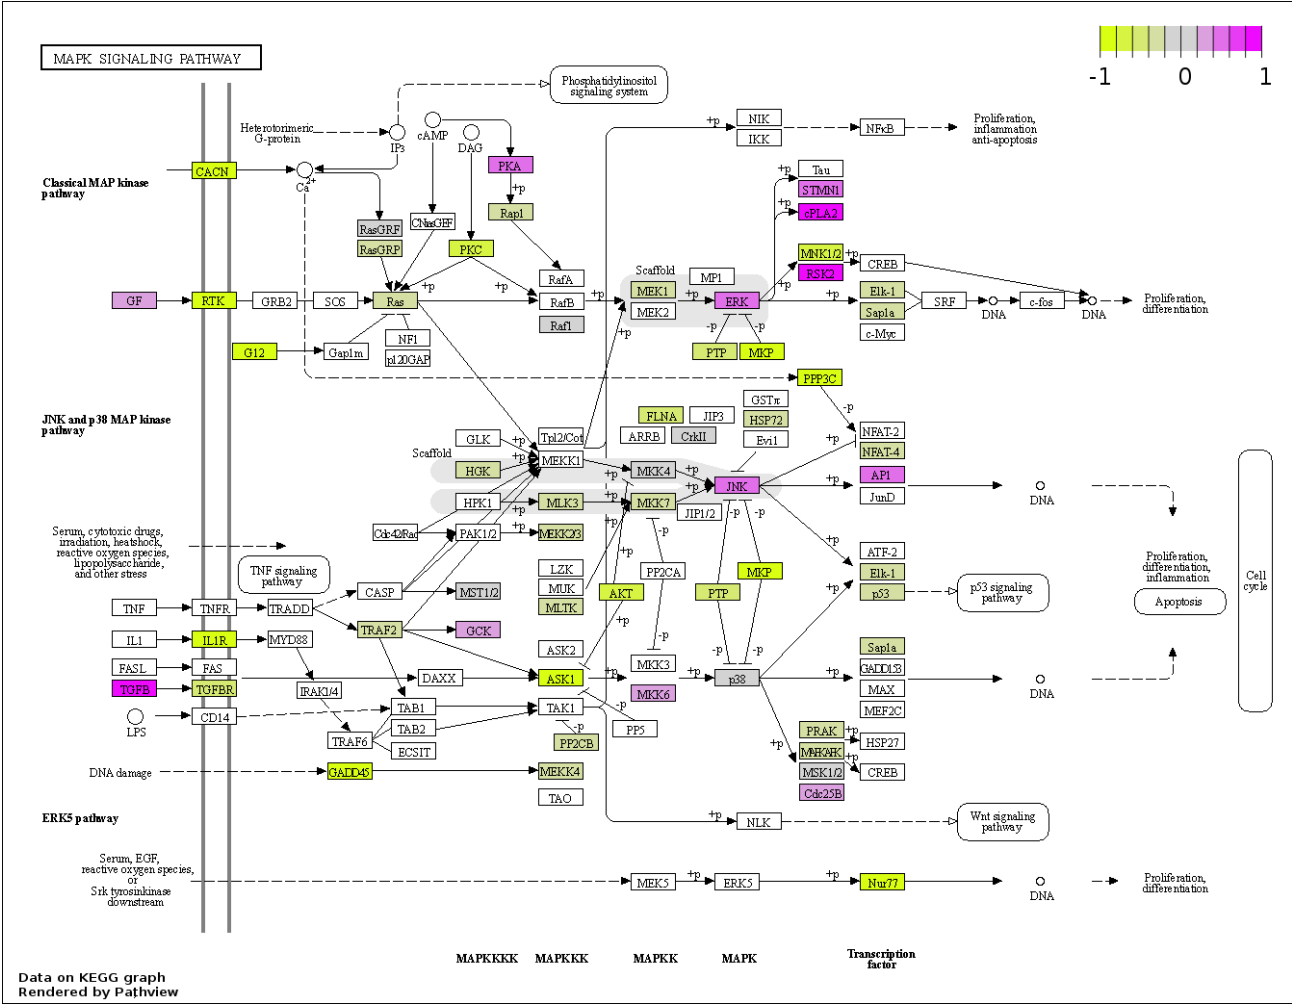 MAPK SIGNALING PATHWAY
-1
0
1
Phosphatidylinositol
signaling system
Heterotorimeric
G-protein
IP3
cAMP
DAG
+p
NIK
IKK
NFκB
Proliferation,
inflammation
anti-apoptosis
Classical MAP kinase
pathway
CACN
Ca2+
PKA
+p
Rap1
RasGRF
RasGRP
CNasGEF
PKC
+p
+p
Tau
STMN1
cPLA2
+p
+p
MNK1/2
RSK2
+p
CREB
+p
GF
RTK
GRB2
SOS
Ras
RafA
RafB
Raf1
+p
Scaffold
MP1
MEK1
MEK2
+p
ERK
+p
Elk-1
Sap1a
c-Myc
SRF
DNA
c-fos
DNA
Proliferation,
differentiation
G12
Gap1m
NF1
p120GAP
+p
-p
-p
PTP
MKP
PPP3C
-p
JNK and p38 MAP kinase
pathway
Scaffold
GLK
HGK
HPK1
+p
+p
+p
+p
Tpl2/Cot
MEKK1
MLK3
MEKK2/3
FLNA
JIP3
ARRB
CrkII
GSTπ
HSP72
Evi1
+p
+p
MKK4
MKK7
+p
+p
JNK
JIP1/2
+p
+p
+p
NFAT-2
NFAT-4
AP1
JunD
DNA
Cdc42/Rac
PAK1/2
Serum, cytotoxic drugs,
irradiation, heatshock,
reactive oxygen species,
lipopolysaccharide,
and other stress
TNF signaling
pathway
CASP
MST1/2
LZK
MUK
MLTK
+p
AKT
+p
-p
PP2CA
-p
-p
-p
PTP
MKP
-p
-p
ATF-2
Elk-1
p53
+p
p53 signaling
pathway
Proliferation,
differentiation,
inflammation
Apoptosis
Cell
cycle
TNF
TNFR
TRADD
TRAF2
GCK
IL1
IL1R
MYD88
FASL
FAS
TGFB
TGFBR
DAXX
ASK2
ASK1
+p
MKK3
MKK6
+p
p38
+p
Sap1a
GADD153
MAX
MEF2C
DNA
IRAK1/4
LPS
CD14
TAB1
TAB2
ECSIT
TRAF6
TAK1
-p
PP5
-p
PP2CB
+p
PRAK
MAPKAPK
MSK1/2
Cdc25B
+p
+p
HSP27
CREB
DNA damage
GADD45
MEKK4
TAO
+p
NLK
Wnt signaling
pathway
ERK5 pathway
Serum, EGF,
reactive oxygen species,
or
Srk tyrosinkinase
downstream
MEK5
+p
ERK5
+p
Nur77
DNA
Proliferation,
differentiation
MAPKKKK
MAPKKK
MAPKK
MAPK
Transcription
factor
Data on KEGG graph
Rendered by Pathview